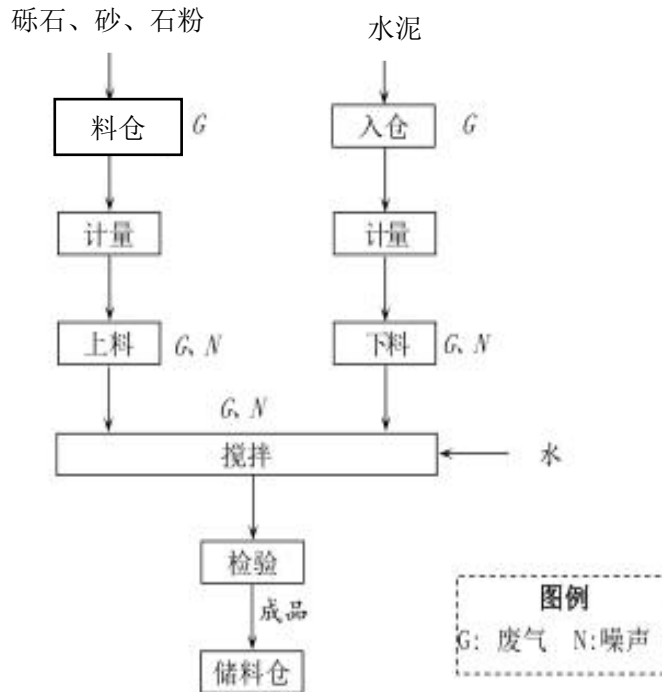 砾石、砂、石粉
水泥
料仓
G
入仓
G
计量
计量
上料
G、N
下料
G、N
G、N
搅拌
水
检验
成品
储料仓
图例
G: 废气 N:噪声